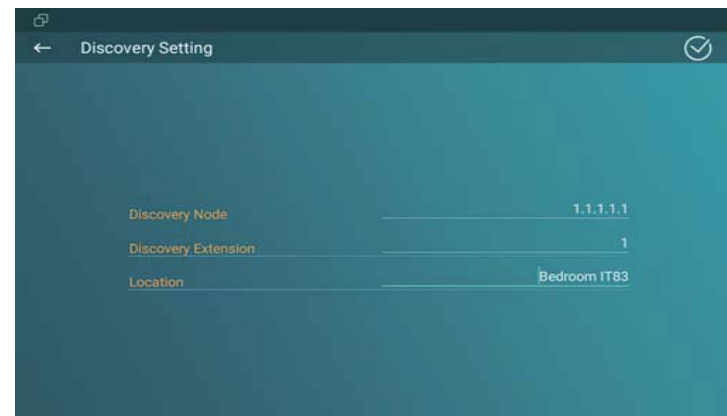 Discovery Setting
Discovery Node 1.1.1.1.1
Discovery Extension 1
Location Bedroom IT83